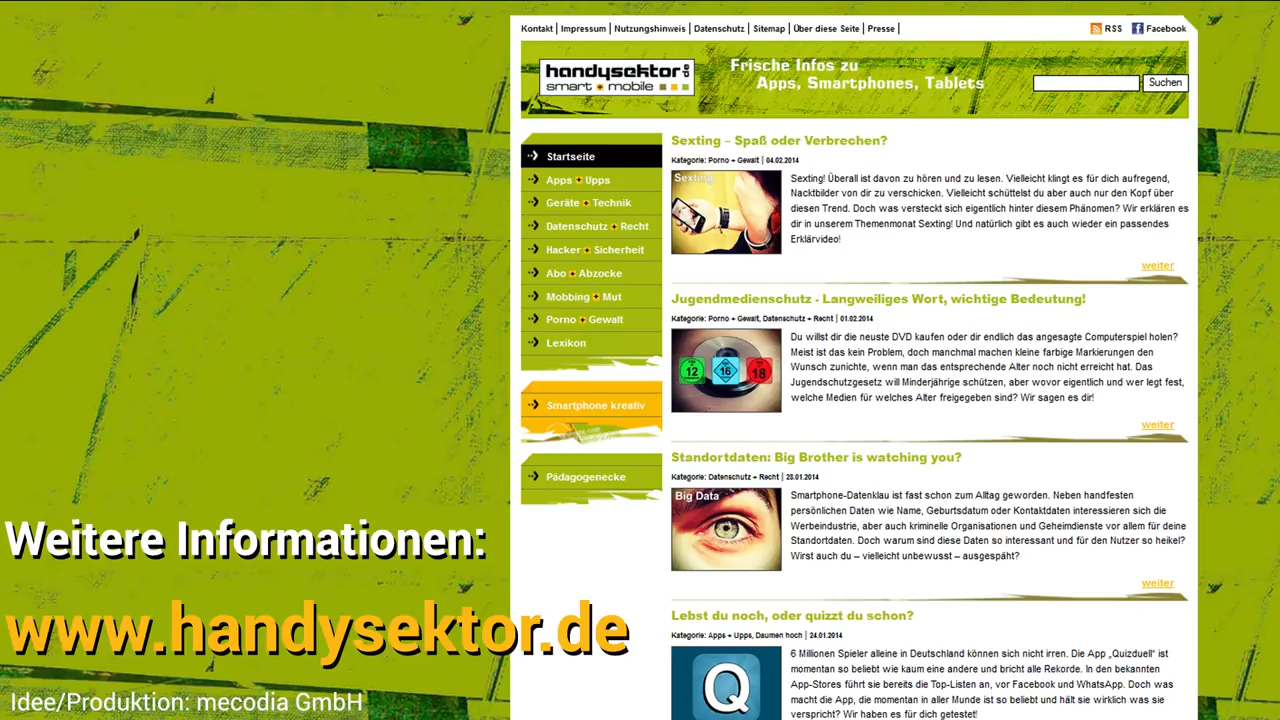 Kontakt | Impressum | Nutzungshinweis | Datenschutz | Sitemap | Über diese Seite | Presse |
RSS Facebook
handysektor.de
smart + mobile
Frische Infos zu
Apps, Smartphones, Tablets
Suchen
Startseite
Apps + Upps
Geräte + Technik
Datenschutz + Recht
Hacker + Sicherheit
Abo + Abzocke
Mobbing + Mut
Porno + Gewalt
Lexikon
Smartphone kreativ
Pädagogenecke
Sexting – Spaß oder Verbrechen?
Kategorie: Porno + Gewalt | 04.02.2014
Sexting
Sexting! Überall ist davon zu hören und zu lesen. Vielleicht klingt es für dich aufregend,
Nacktbilder von dir zu verschicken. Vielleicht schüttelst du aber auch nur den Kopf über
diesen Trend. Doch was versteckt sich eigentlich hinter diesem Phänomen? Wir erklären es
dir in unserem Themenmonat Sexting! Und natürlich gibt es auch wieder ein passendes
Erklärvideo!
weiter
Jugendmedienschutz - Langweiliges Wort, wichtige Bedeutung!
Kategorie: Porno + Gewalt, Datenschutz + Recht | 01.02.2014
12 16 18
Du willst dir die neuste DVD kaufen oder dir endlich das angesagte Computerspiel holen?
Meist ist das kein Problem, doch manchmal machen kleine farbige Markierungen den
Wunsch zunichte, wenn man das entsprechende Alter noch nicht erreicht hat. Das
Jugendschutzgesetz will Minderjährige schützen, aber wovor eigentlich und wer legt fest,
welche Medien für welches Alter freigegeben sind? Wir sagen es dir!
weiter
Standortdaten: Big Brother is watching you?
Kategorie: Datenschutz + Recht | 28.01.2014
Big Data
Smartphone-Datenklau ist fast schon zum Alltag geworden. Neben handfesten
persönlichen Daten wie Name, Geburtsdatum oder Kontaktdaten interessieren sich die
Werbeindustrie, aber auch kriminelle Organisationen und Geheimdienste vor allem für deine
Standortdaten. Doch warum sind diese Daten so interessant und für den Nutzer so heikel?
Wirst auch du – vielleicht unbewusst – ausgespäht?
weiter
Lebst du noch, oder quizzt du schon?
Kategorie: Apps + Upps, Daumen hoch | 24.01.2014
Q
6 Millionen Spieler alleine in Deutschland können sich nicht irren. Die App „Quizduell“ ist
momentan so beliebt wie kaum eine andere und bricht alle Rekorde. In den bekannten
App-Stores führt sie bereits die Top-Listen an, vor Facebook und WhatsApp. Doch was
macht die App, die momentan in aller Munde ist so beliebt und hält sie wirklich was sie
verspricht? Wir haben es für dich getestet!
Weitere Informationen:
www.handysektor.de
Idee/Produktion: mecodia GmbH